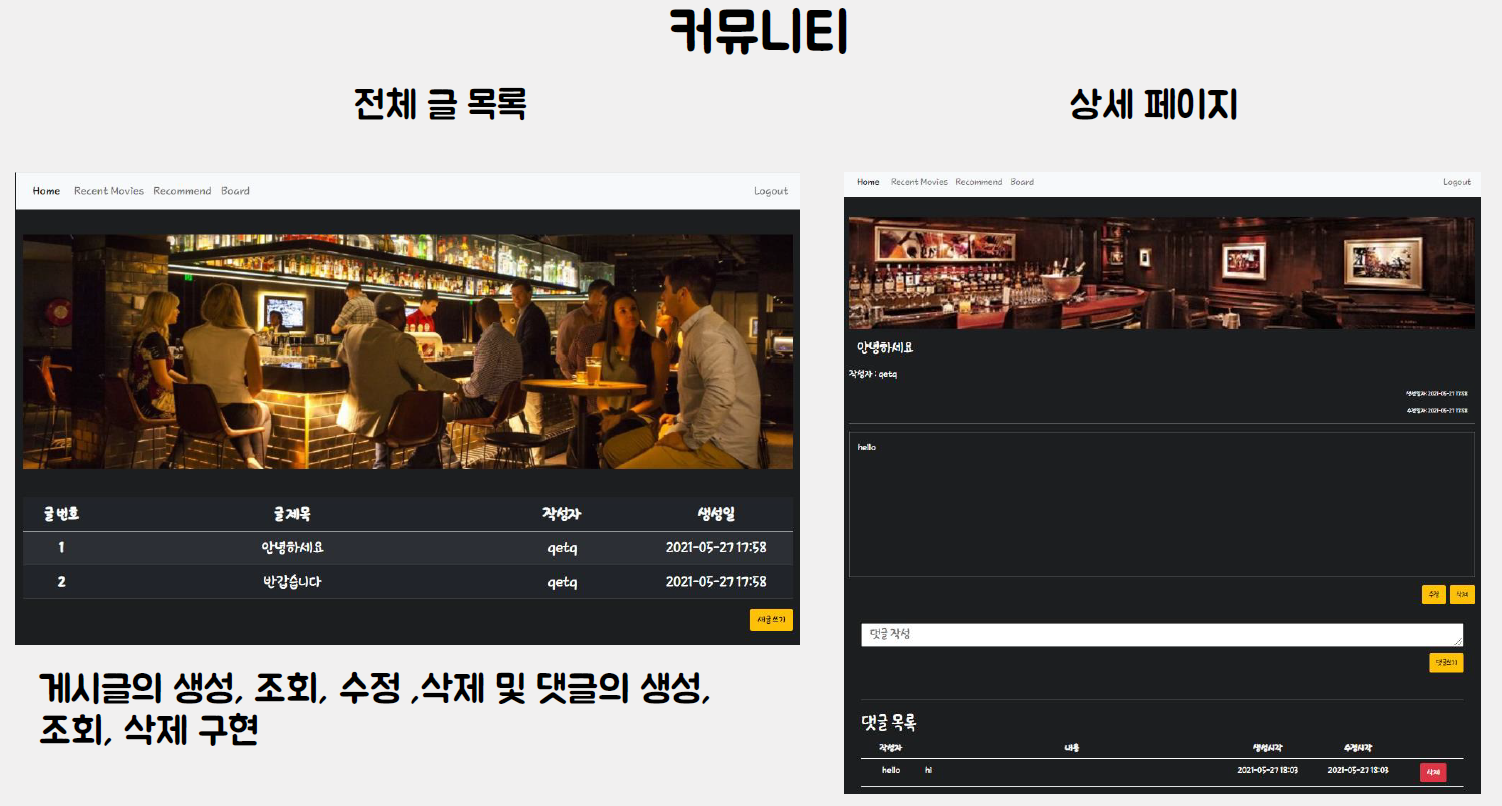 커뮤니티
전체 글 목록
상세 페이지
Home Recent Movies Recommend Board Logout
글 번호 글 제목 작성자 생성일
1 안녕하세요 qetq 2021-05-27 17:58
2 반갑습니다 qetq 2021-05-27 17:58
새글 쓰기
게시글의 생성, 조회, 수정 ,삭제 및 댓글의 생성,
조회, 삭제 구현
Home Recent Movies Recommend Board Logout
안녕하세요
작성자 : qetq
생성일자: 2021-05-27 17:58
수정일자: 2021-05-27 17:58
hello
수정 삭제
댓글 작성
댓글쓰기
댓글 목록
작성자 내용 생성시각 수정시각
hello hi 2021-05-27 18:03 2021-05-27 18:03 삭제